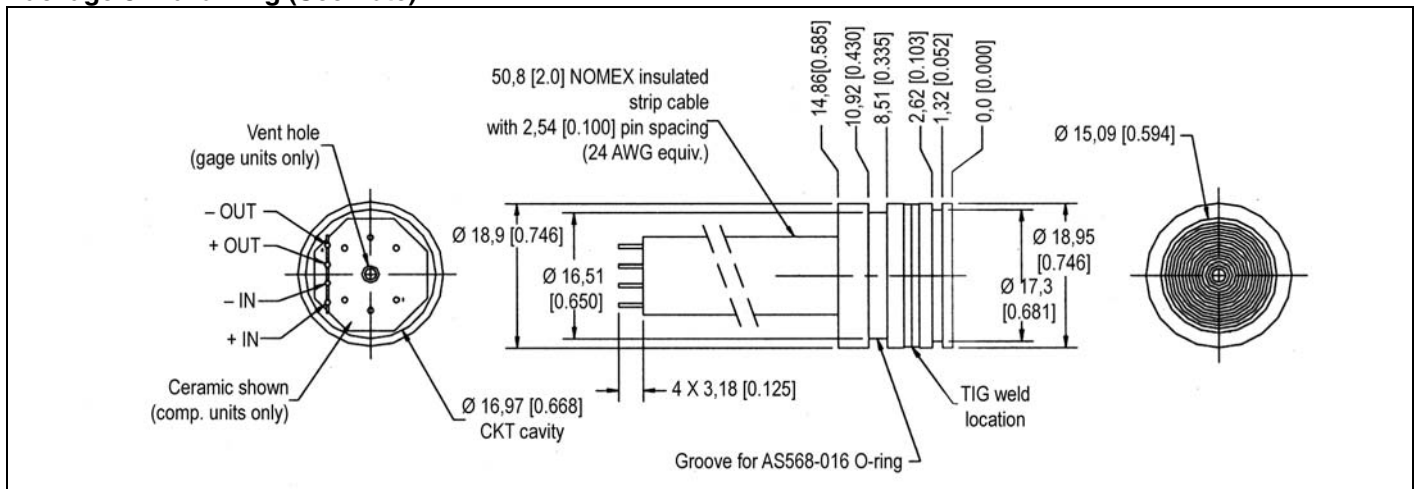 50,8 [2.0] NOMEX insulated
strip cable
with 2,54 [0.100] pin spacing
(24 AWG equiv.)
Vent hole
(gage units only)
14,86[0.585]
10,92 [0.430]
8,51 [0.335]
2,62 [0.103]
1,32 [0.052]
0,0 [0.000]
Ø 15,09 [0.594]
– OUT
+ OUT
– IN
+ IN
Ø 18,9 [0.746]
Ø 16,51
[0.650]
Ø 18,95
[0.746]
Ø 17,3
[0.681]
Ceramic shown
(comp. units only)
Ø 16,97 [0.668]
CKT cavity
4 X 3,18 [0.125]
TIG weld
location
Groove for AS568-016 O-ring